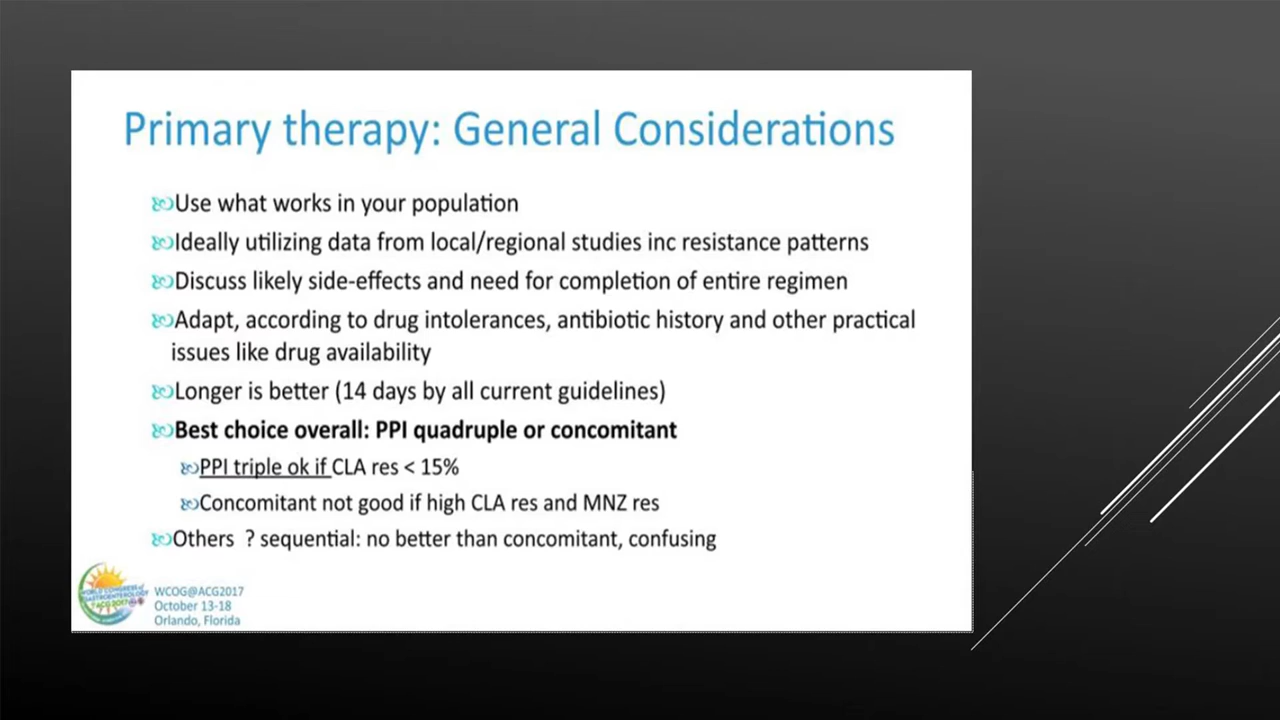 Primary therapy: General Considerations
Use what works in your population
Ideally utilizing data from local/regional studies inc resistance patterns
Discuss likely side-effects and need for completion of entire regimen
Adapt, according to drug intolerances, antibiotic history and other practical
issues like drug availability
Longer is better (14 days by all current guidelines)
Best choice overall: PPI quadruple or concomitant
PPI triple ok if CLA res < 15%
Concomitant not good if high CLA res and MNZ res
Others ? sequential: no better than concomitant, confusing
WORLD CONGRESS of
GASTROENTEROLOGY
WCOG@ACG2017
October 13-18
Orlando, Florida